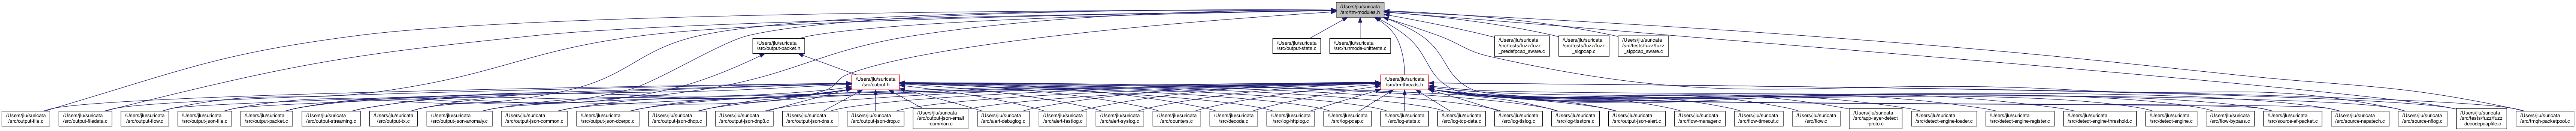 /Users/jlu/suricata
/src/tm-modules.h
/Users/jlu/suricata
/src/output-packet.h
/Users/jlu/suricata
/src/output-stats.c
/Users/jlu/suricata
/src/runmode-unittests.c
/Users/jlu/suricata
/src/tests/fuzz/fuzz
_predefpcap_aware.c
/Users/jlu/suricata
/src/tests/fuzz/fuzz
_sigpcap.c
/Users/jlu/suricata
/src/tests/fuzz/fuzz
_sigpcap_aware.c
/Users/jlu/suricata
/src/output.h
/Users/jlu/suricata
/src/tm-threads.h
/Users/jlu/suricata
/src/output-file.c
/Users/jlu/suricata
/src/output-filedata.c
/Users/jlu/suricata
/src/output-flow.c
/Users/jlu/suricata
/src/output-json-file.c
/Users/jlu/suricata
/src/output-packet.c
/Users/jlu/suricata
/src/output-streaming.c
/Users/jlu/suricata
/src/output-tx.c
/Users/jlu/suricata
/src/output-json-anomaly.c
/Users/jlu/suricata
/src/output-json-common.c
/Users/jlu/suricata
/src/output-json-dcerpc.c
/Users/jlu/suricata
/src/output-json-dhcp.c
/Users/jlu/suricata
/src/output-json-dnp3.c
/Users/jlu/suricata
/src/output-json-dns.c
/Users/jlu/suricata
/src/output-json-drop.c
/Users/jlu/suricata
/src/output-json-email
-common.c
/Users/jlu/suricata
/src/alert-debuglog.c
/Users/jlu/suricata
/src/alert-fastlog.c
/Users/jlu/suricata
/src/alert-syslog.c
/Users/jlu/suricata
/src/counters.c
/Users/jlu/suricata
/src/decode.c
/Users/jlu/suricata
/src/log-httplog.c
/Users/jlu/suricata
/src/log-pcap.c
/Users/jlu/suricata
/src/log-stats.c
/Users/jlu/suricata
/src/log-tcp-data.c
/Users/jlu/suricata
/src/log-tlslog.c
/Users/jlu/suricata
/src/log-tlsstore.c
/Users/jlu/suricata
/src/output-json-alert.c
/Users/jlu/suricata
/src/flow-manager.c
/Users/jlu/suricata
/src/flow-timeout.c
/Users/jlu/suricata
/src/flow.c
/Users/jlu/suricata
/src/app-layer-detect
-proto.c
/Users/jlu/suricata
/src/detect-engine-loader.c
/Users/jlu/suricata
/src/detect-engine-register.c
/Users/jlu/suricata
/src/detect-engine-threshold.c
/Users/jlu/suricata
/src/detect-engine.c
/Users/jlu/suricata
/src/flow-bypass.c
/Users/jlu/suricata
/src/source-af-packet.c
/Users/jlu/suricata
/src/source-napatech.c
/Users/jlu/suricata
/src/source-nflog.c
/Users/jlu/suricata
/src/tests/fuzz/fuzz
_decodepcapfile.c
/Users/jlu/suricata
/src/tmqh-packetpool.c